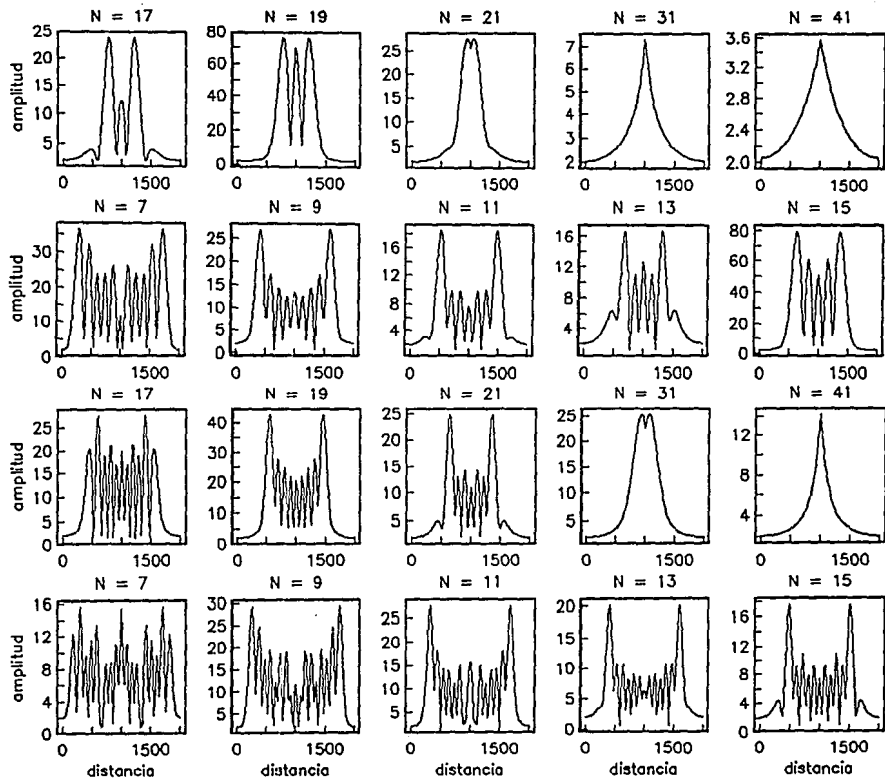 N = 17 N = 19 N = 21 N = 31 N = 41
amplitud
25 20 15 10 5
80 60 40 20 0
25 20 15 10 5
7 6 5 4 3 2
3.6 3.2 2.8 2.4 2.0
0 1500 0 1500 0 1500 0 1500 0 1500
N = 7 N = 9 N = 11 N = 13 N = 15
amplitud
30 20 10 0
25 20 15 10 5 0
16 12 8 4
16 12 8 4
80 60 40 20 0
0 1500 0 1500 0 1500 0 1500 0 1500
N = 17 N = 19 N = 21 N = 31 N = 41
amplitud
25 20 15 10 5 0
40 30 20 10 0
25 20 15 10 5
25 20 15 10 5
12 8 4
0 1500 0 1500 0 1500 0 1500 0 1500
N = 7 N = 9 N = 11 N = 13 N = 15
amplitud
16 12 8 4 0
30 25 20 15 10 5
25 20 15 10 5
20 15 10 5 0
16 12 8 4 0
0 1500 0 1500 0 1500 0 1500 0 1500
distancia distancia distancia distancia distancia